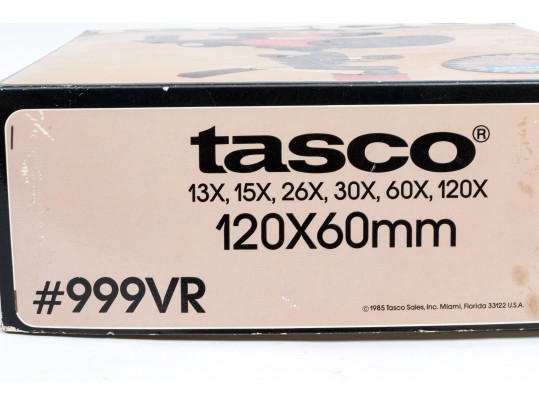 tasco®
13X, 15X, 26X, 30X, 60X, 120X
120X60mm
#999VR
© 1985 Tasco Sales, Inc. Miami, Florida 33122 U.S.A.